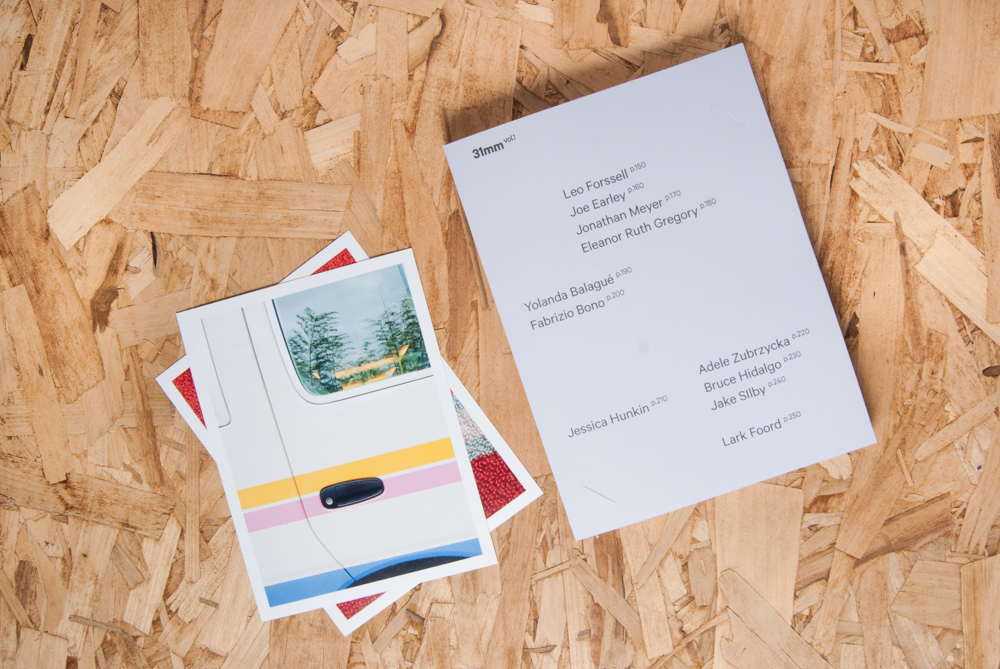 31mm vol.1
Leo Forssell p.150
Joe Earley p.160
Jonathan Meyer p.170
Eleanor Ruth Gregory p.180
Yolanda Balagué p.190
Fabrizio Bono p.200
Jessica Hunkin p.210
Adele Zubrzycka p.220
Bruce Hidalgo p.230
Jake SIlby p.240
Lark Foord p.250